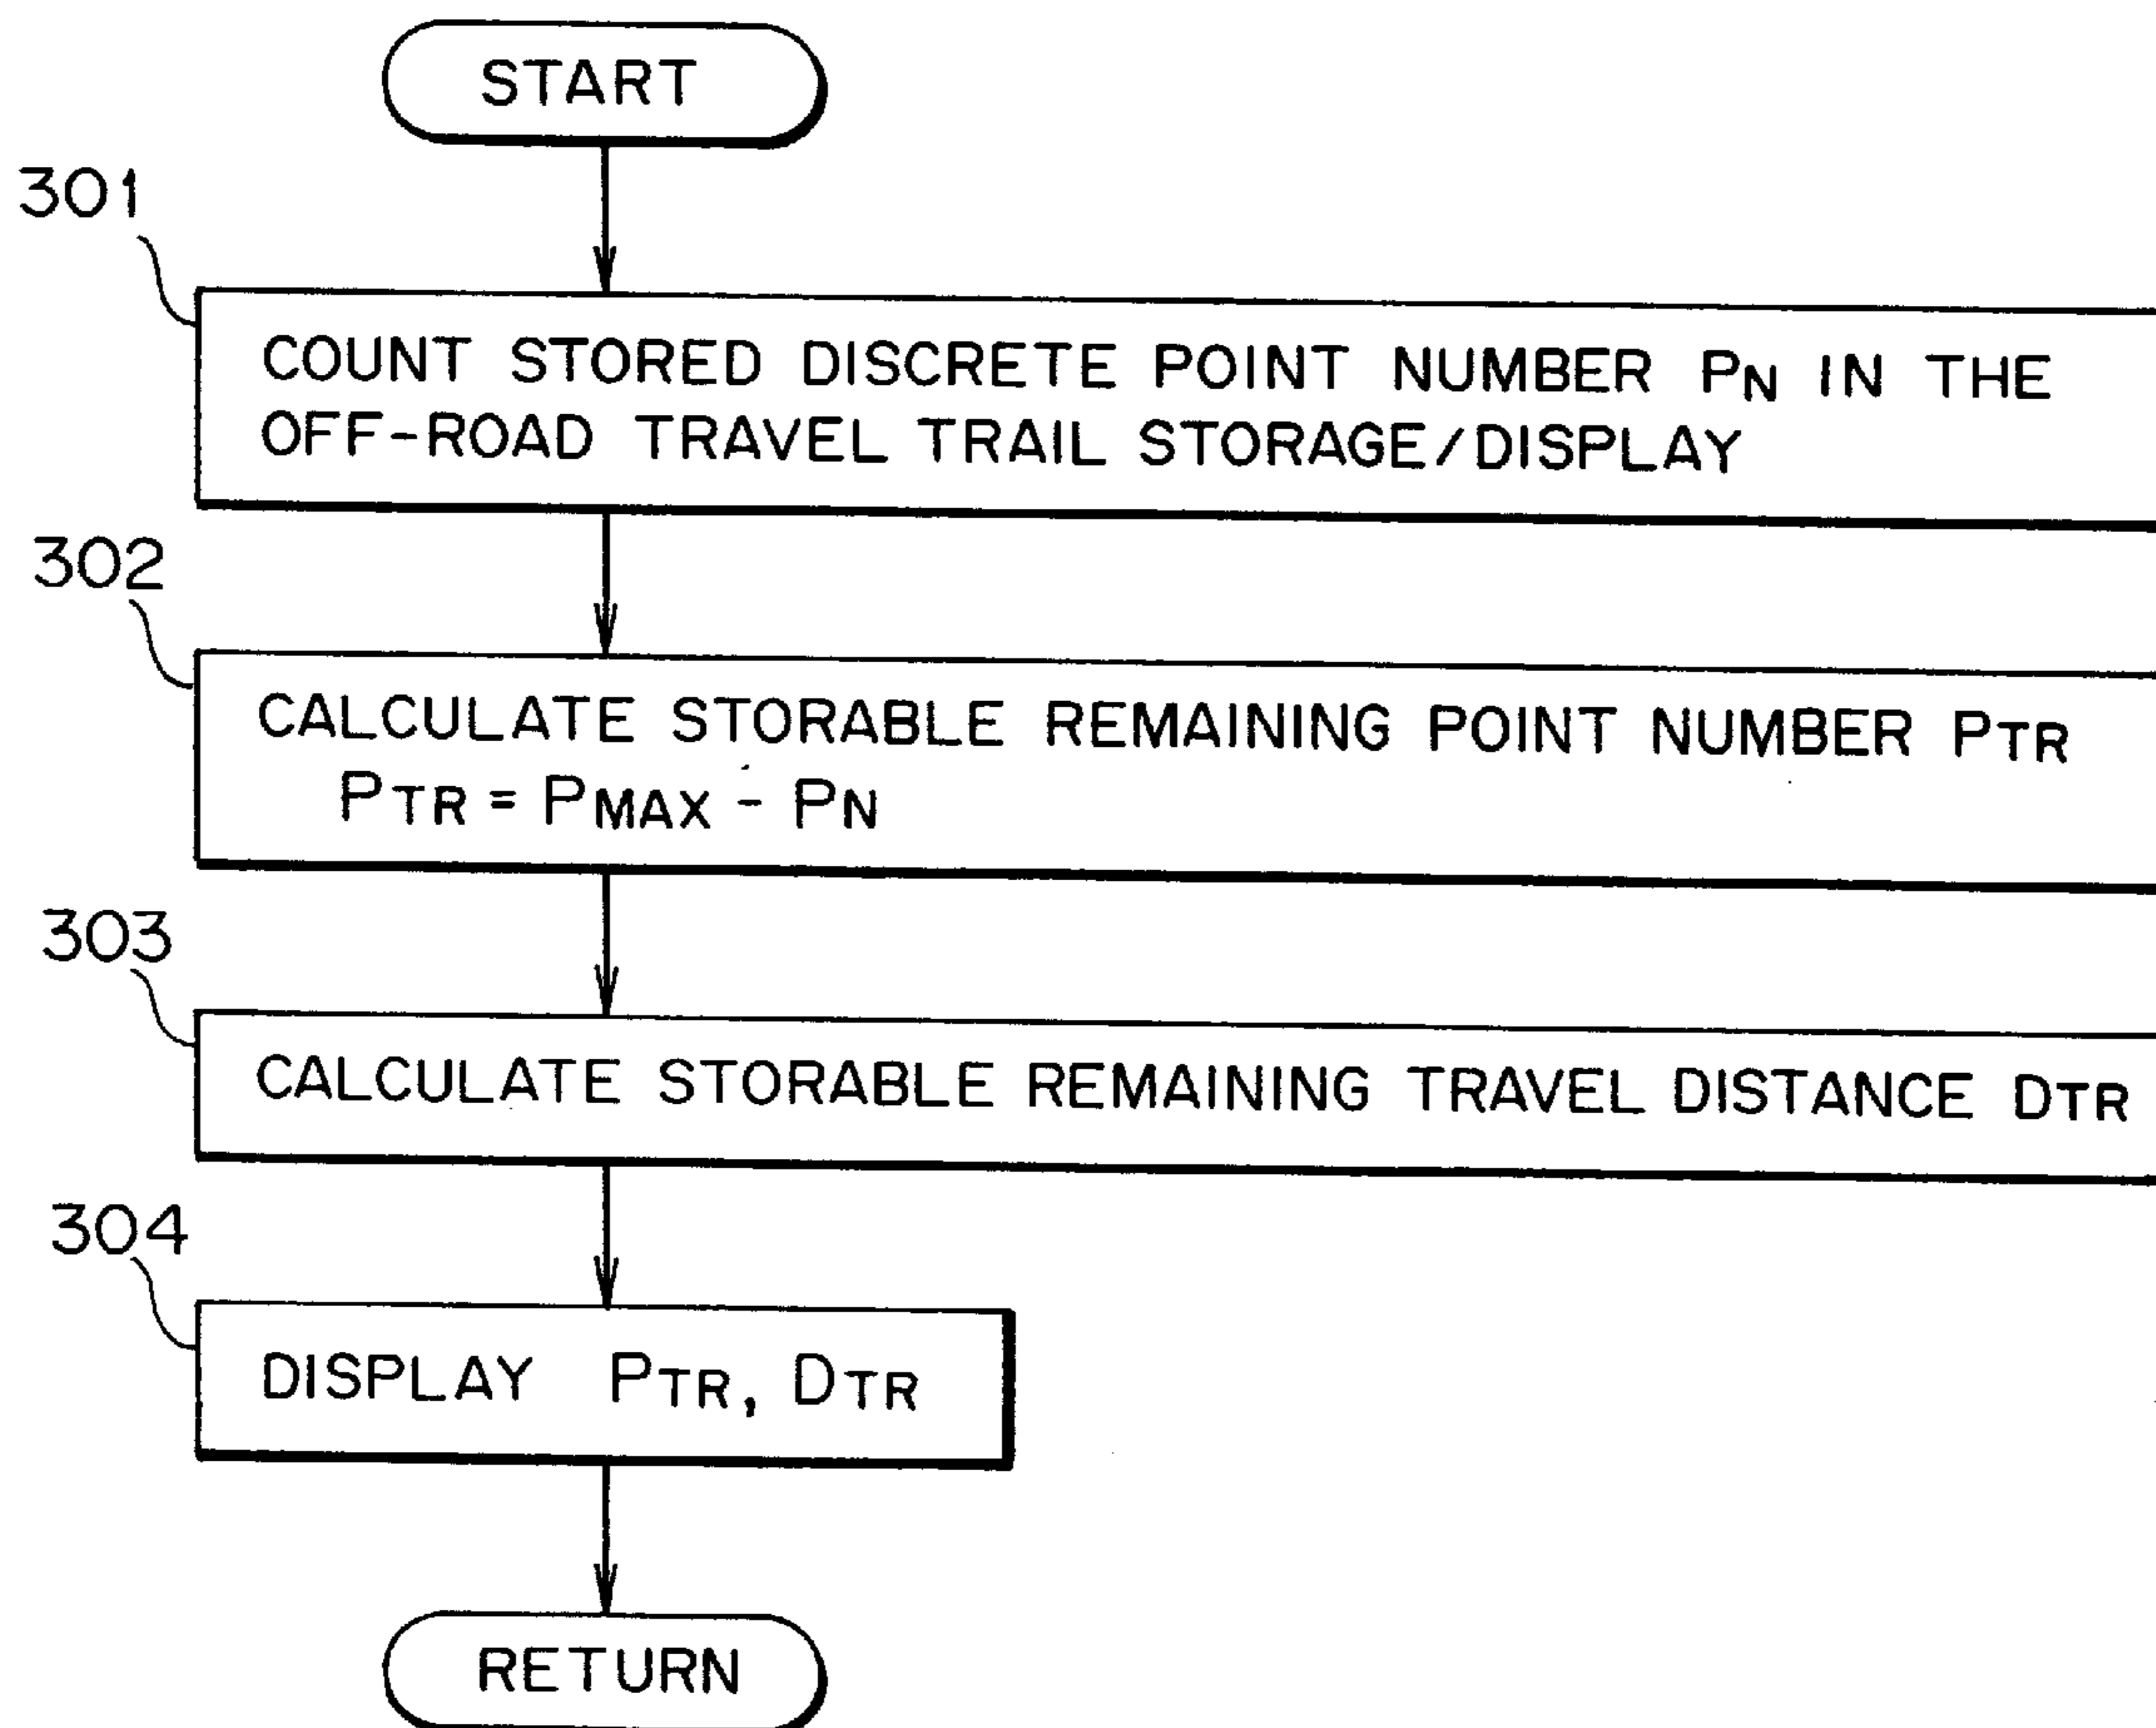 START
301
COUNT STORED DISCRETE POINT NUMBER PN IN THE
OFF-ROAD TRAVEL TRAIL STORAGE/DISPLAY
302
CALCULATE STORABLE REMAINING POINT NUMBER PTR
PTR = PMAX - PN
303
CALCULATE STORABLE REMAINING TRAVEL DISTANCE DTR
304
DISPLAY PTR, DTR
RETURN